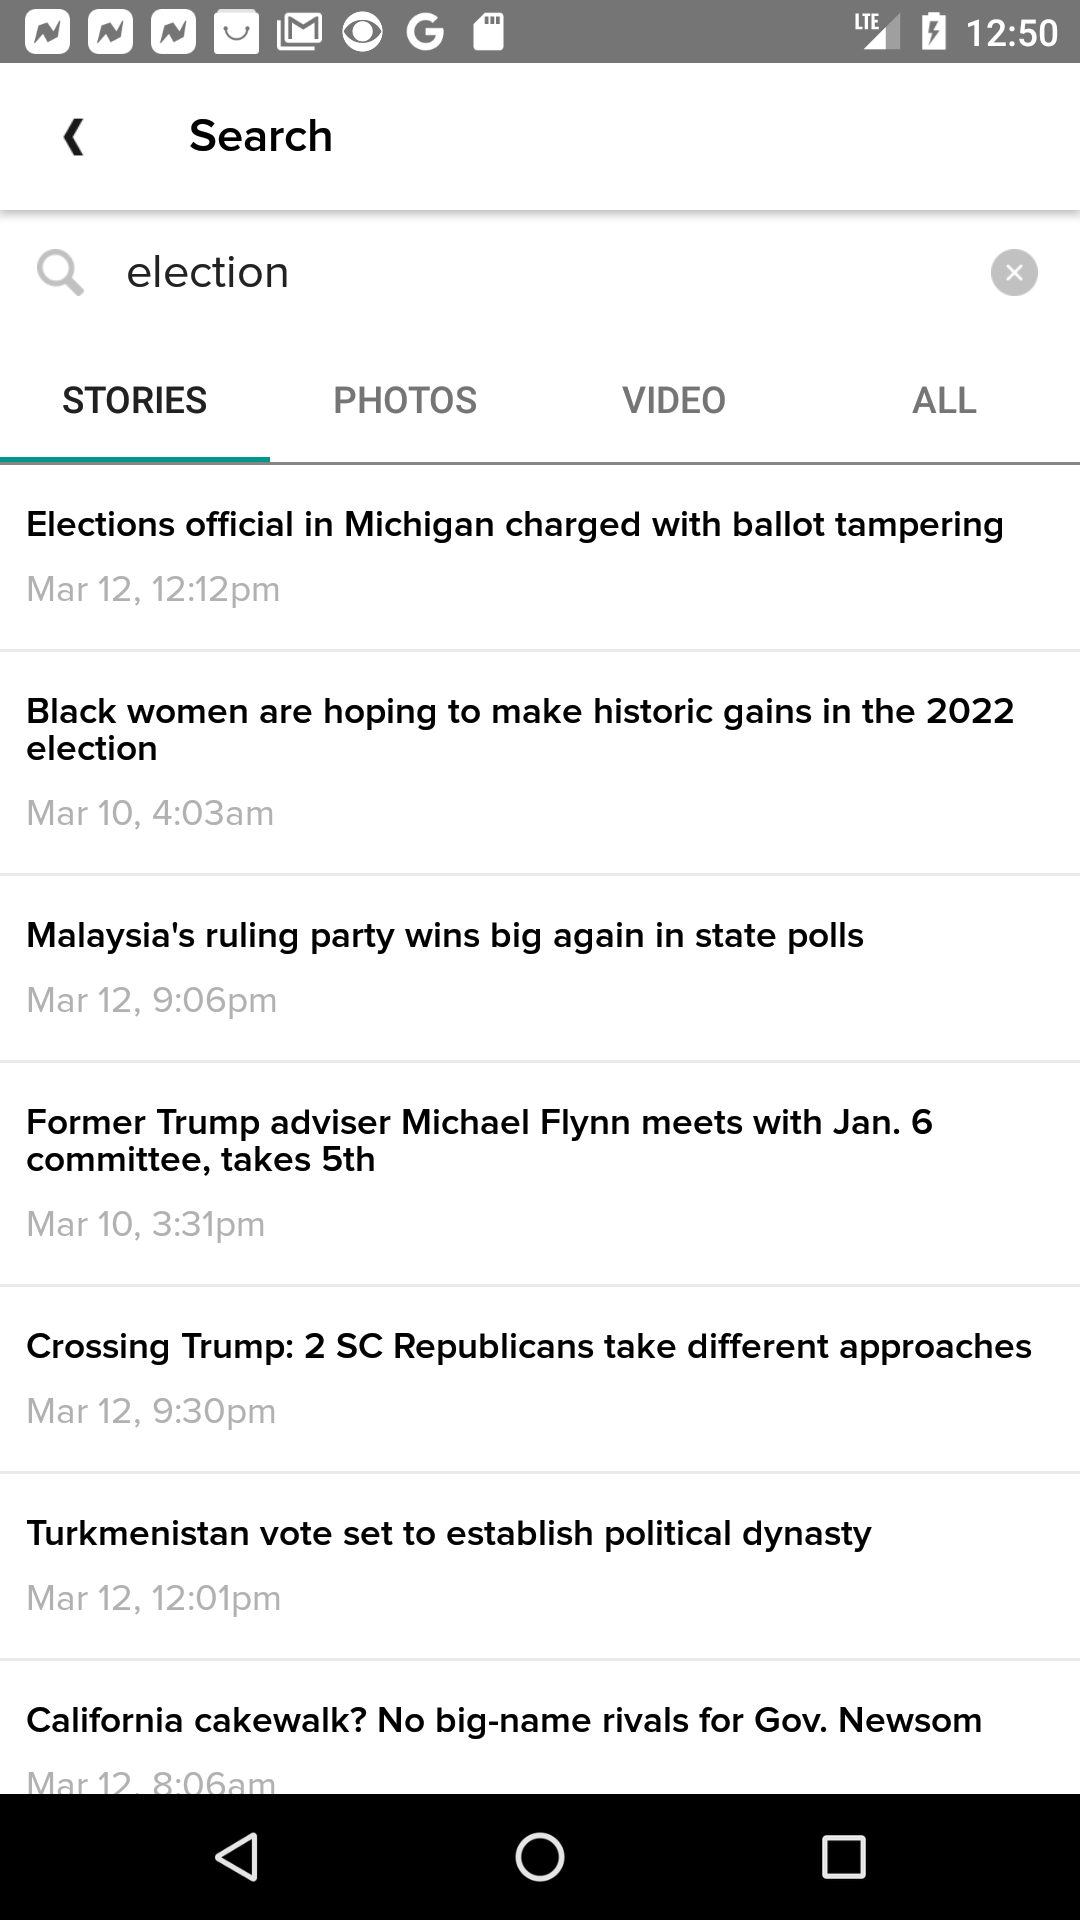 LTE 12:50
Search
election
STORIES PHOTOS VIDEO ALL
Elections official in Michigan charged with ballot tampering
Mar 12, 12:12pm
Black women are hoping to make historic gains in the 2022
election
Mar 10, 4:03am
Malaysia's ruling party wins big again in state polls
Mar 12, 9:06pm
Former Trump adviser Michael Flynn meets with Jan. 6
committee, takes 5th
Mar 10, 3:31pm
Crossing Trump: 2 SC Republicans take different approaches
Mar 12, 9:30pm
Turkmenistan vote set to establish political dynasty
Mar 12, 12:01pm
California cakewalk? No big-name rivals for Gov. Newsom
Mar 12, 8:06am